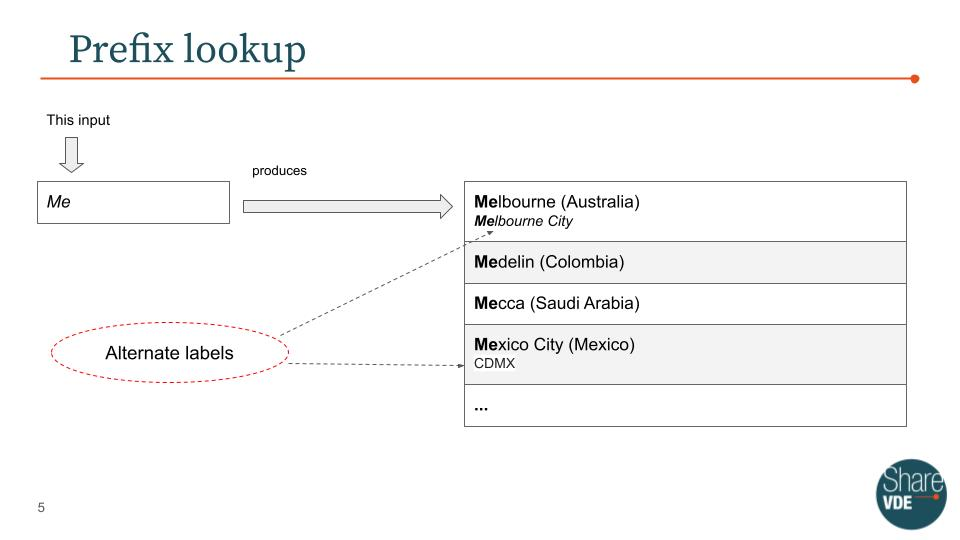 Prefix lookup
This input
produces
Me
Melbourne (Australia)
Melbourne City
Medelin (Colombia)
Mecca (Saudi Arabia)
Alternate labels
Mexico City (Mexico)
CDMX
...
5
Share
VDE